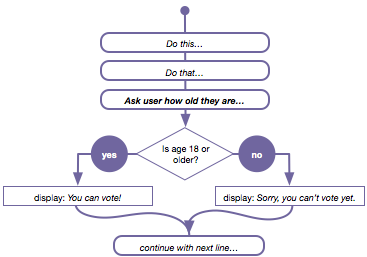 Do this...
Do that...
Ask user how old they are...
Is age 18 or
older?
yes
no
display: You can vote!
display: Sorry, you can't vote yet.
continue with next line...